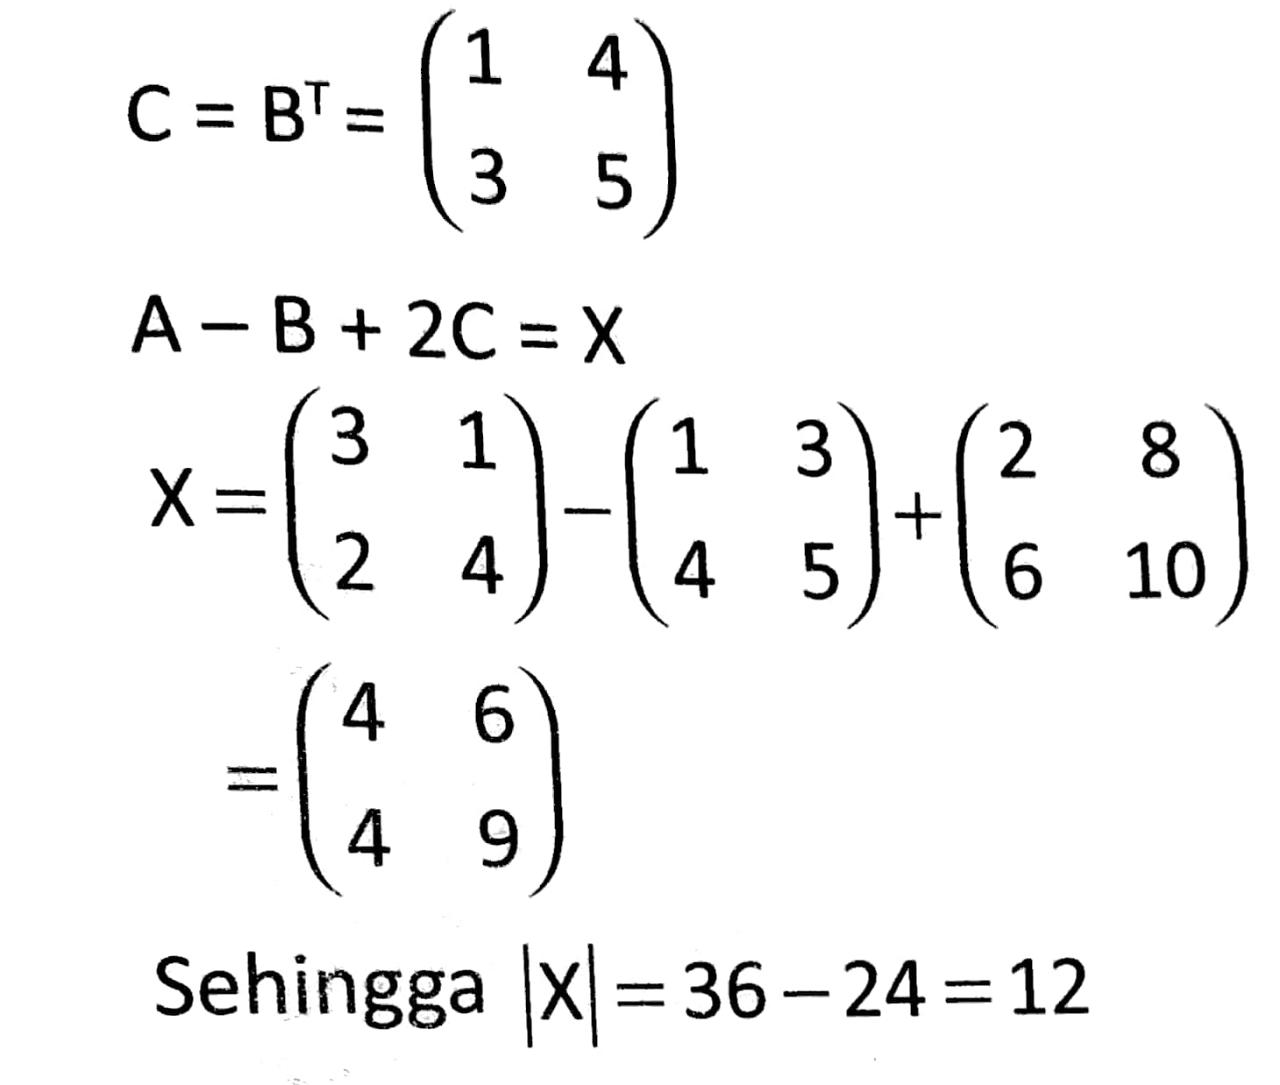 C = Bᵀ = (1 4
3 5)
A – B + 2C = X
X = (3 1
2 4) – (1 3
4 5) + (2 8
6 10)
= (4 6
4 9)
Sehingga |X| = 36 – 24 = 12